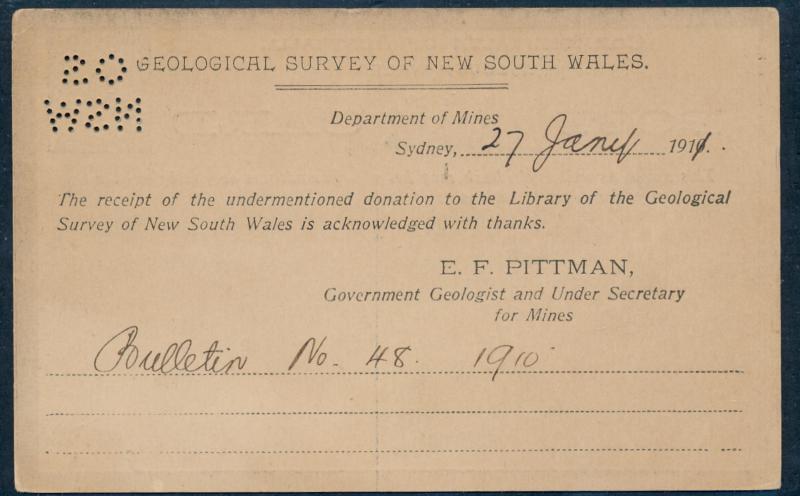 OS
NSW
GEOLOGICAL SURVEY OF NEW SOUTH WALES.
Department of Mines
Sydney, 27 Jany 1911.
The receipt of the undermentioned donation to the Library of the Geological
Survey of New South Wales is acknowledged with thanks.
E. F. PITTMAN,
Government Geologist and Under Secretary
for Mines
Bulletin No. 48. 1910